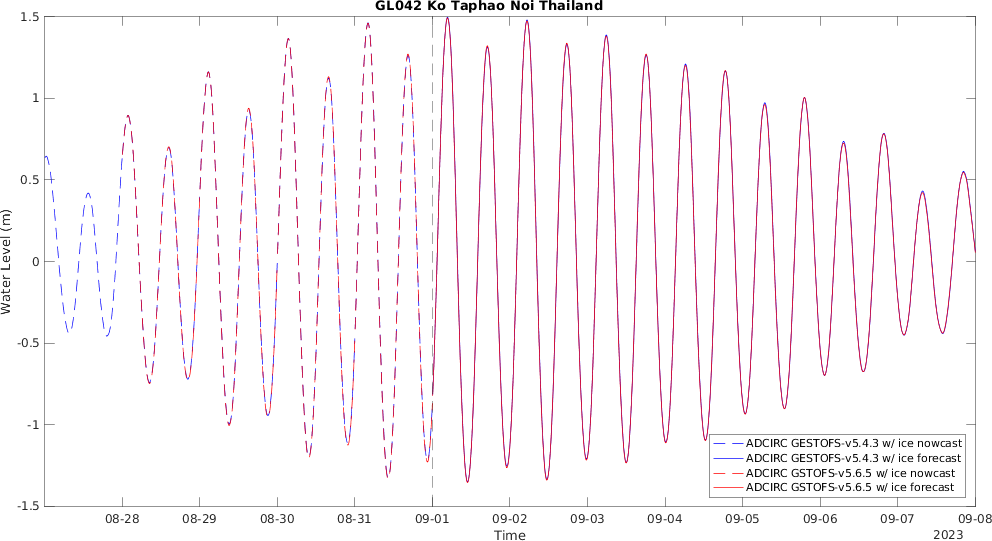 GL042 Ko Taphao Noi Thailand
Water Level (m)
1.5
1
0.5
0
-0.5
-1
-1.5
08-28 08-29 08-30 08-31 09-01 09-02 09-03 09-04 09-05 09-06 09-07 09-08
Time
2023
ADCIRC GESTOFS-v5.4.3 w/ ice nowcast
ADCIRC GESTOFS-v5.4.3 w/ ice forecast
ADCIRC GSTOFS-v5.6.5 w/ ice nowcast
ADCIRC GSTOFS-v5.6.5 w/ ice forecast